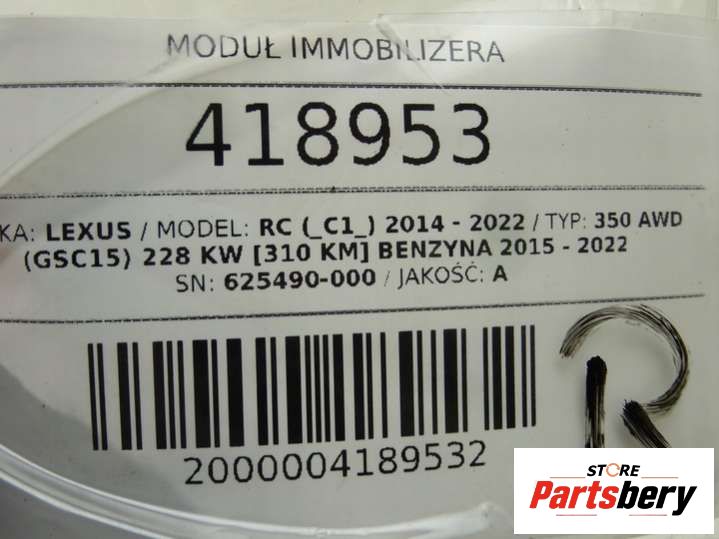 MODUŁ IMMOBILIZERA
418953
KA: LEXUS / MODEL: RC (_C1_) 2014 - 2022 / TYP: 350 AWD
(GSC15) 228 KW [310 KM] BENZYNA 2015 - 2022
SN: 625490-000 / JAKOŚĆ: A
2000004189532
R
STORE
Partsbery